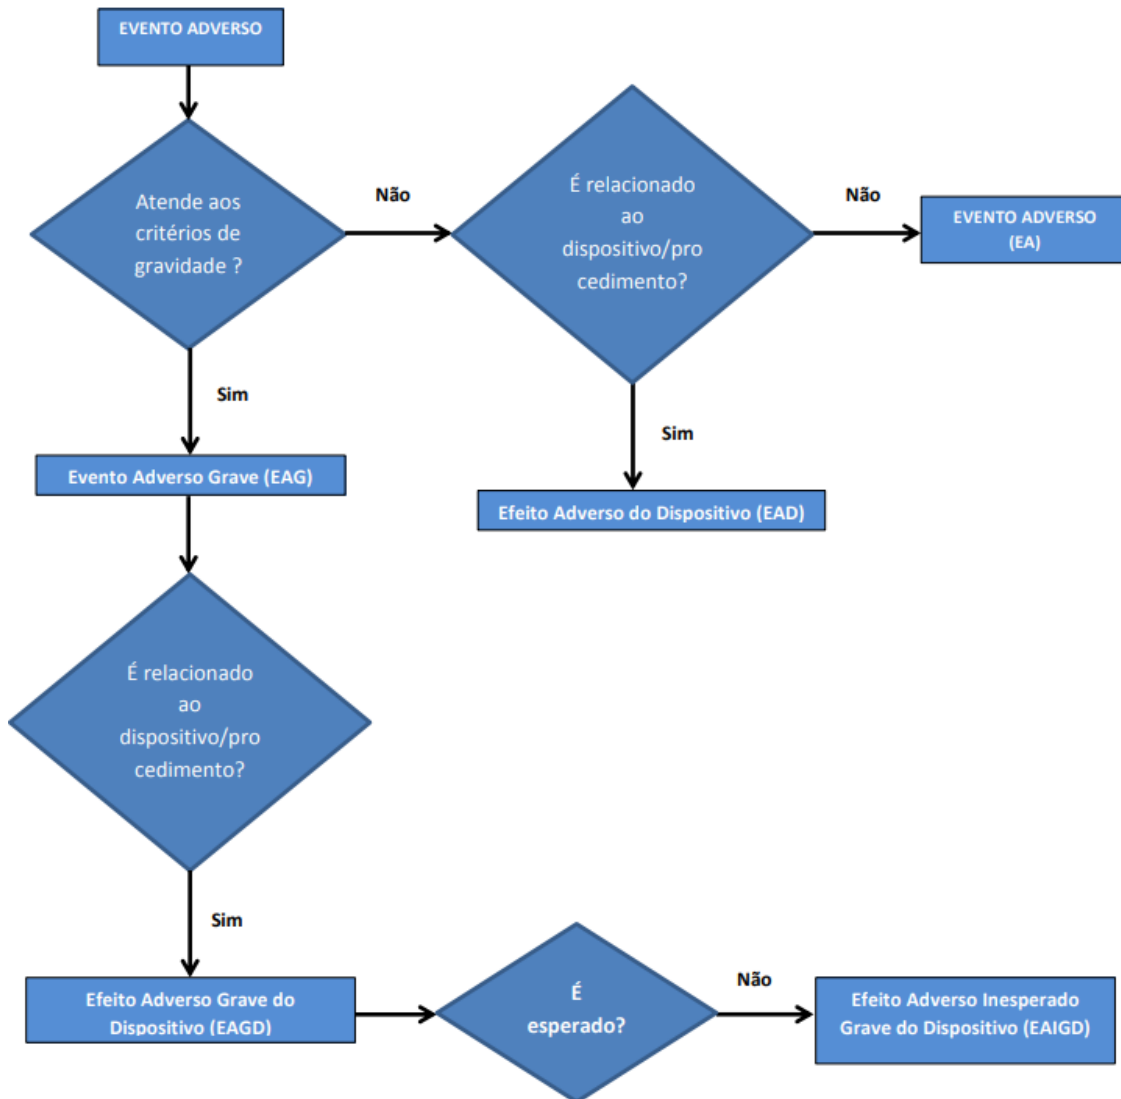 EVENTO ADVERSO
Atende aos
critérios de
gravidade ?
Não
É relacionado
ao
dispositivo/pro
cedimento?
Não
EVENTO ADVERSO
(EA)
Sim
Sim
Evento Adverso Grave (EAG)
Efeito Adverso do Dispositivo (EAD)
É relacionado
ao
dispositivo/pro
cedimento?
Sim
Efeito Adverso Grave do
Dispositivo (EAGD)
É
esperado?
Não
Efeito Adverso Inesperado
Grave do Dispositivo (EAIGD)